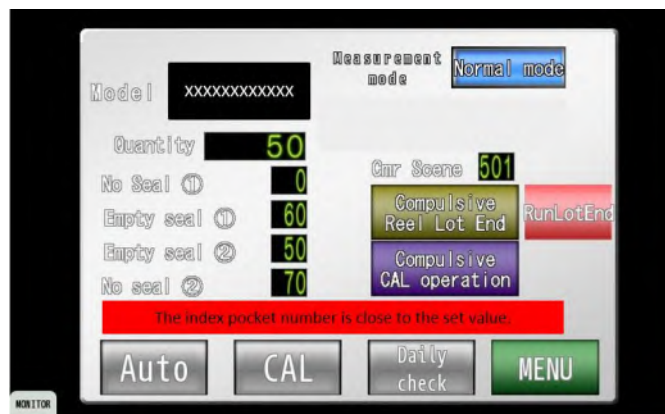 Measurement
mode
Normal mode
Model
XXXXXXXXXXXX
Quantity 50
Cmr Scene 501
No Seal ① 0
Empty seal ① 60
Empty seal ② 50
No seal ② 70
Compulsive
Reel Lot End
RunLotEnd
Compulsive
CAL operation
The index pocket number is close to the set value.
Auto
CAL
Daily
check
MENU
MONITOR